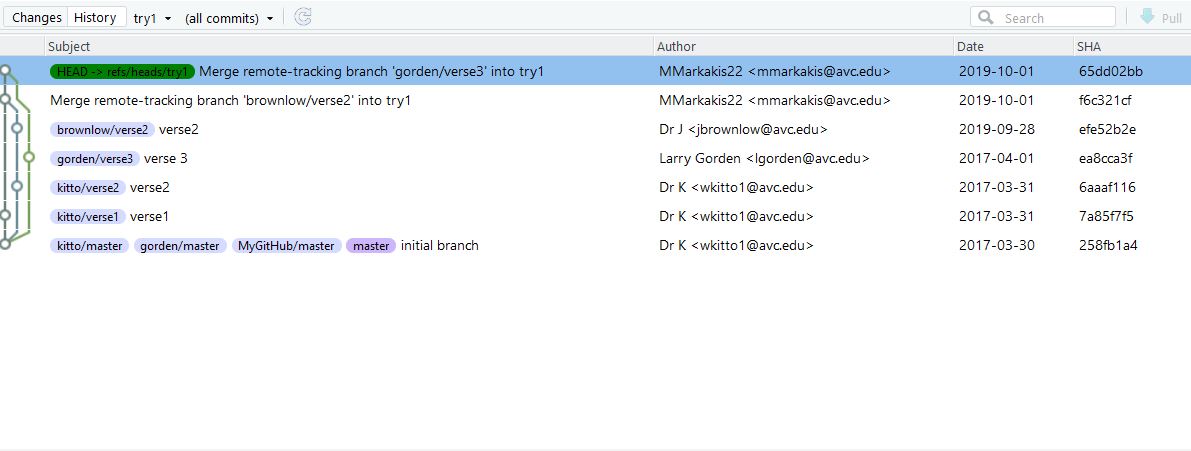 Changes History try1 (all commits) Search Pull
Subject Author Date SHA
HEAD -> refs/heads/try1 Merge remote-tracking branch 'gorden/verse3' into try1 MMarkakis22 <mmarkakis@avc.edu> 2019-10-01 65dd02bb
Merge remote-tracking branch 'brownlow/verse2' into try1 MMarkakis22 <mmarkakis@avc.edu> 2019-10-01 f6c321cf
brownlow/verse2 verse2 Dr J <jbrownlow@avc.edu> 2019-09-28 efe52b2e
gorden/verse3 verse 3 Larry Gorden <lgorden@avc.edu> 2017-04-01 ea8cca3f
kitto/verse2 verse2 Dr K <wkitto1@avc.edu> 2017-03-31 6aaaf116
kitto/verse1 verse1 Dr K <wkitto1@avc.edu> 2017-03-31 7a85f7f5
kitto/master gorden/master MyGitHub/master master initial branch Dr K <wkitto1@avc.edu> 2017-03-30 258fb1a4